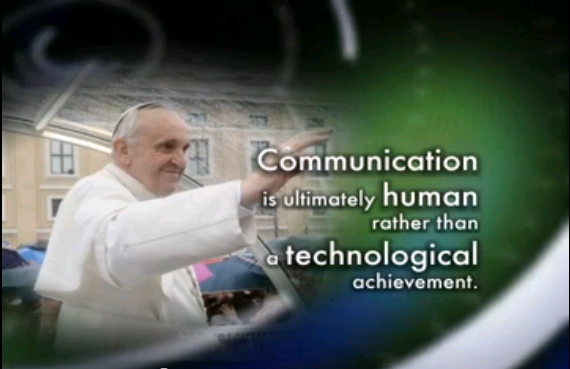 Communication
is ultimately human
rather than
a technological
achievement.